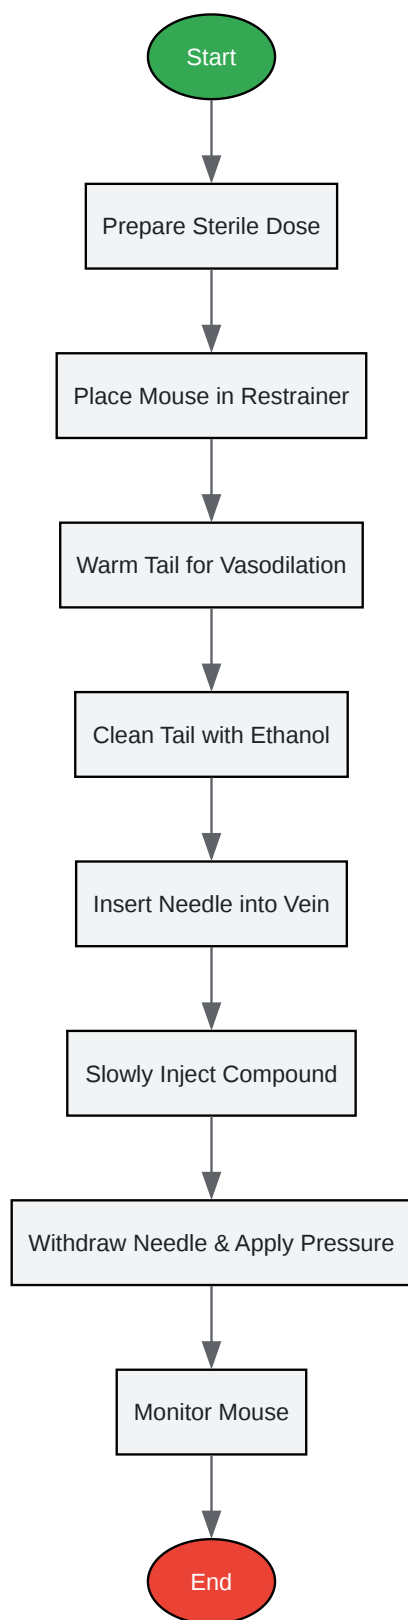 Start
Prepare Sterile Dose
Place Mouse in Restrainer
Warm Tail for Vasodilation
Clean Tail with Ethanol
Insert Needle into Vein
Slowly Inject Compound
Withdraw Needle & Apply Pressure
Monitor Mouse
End